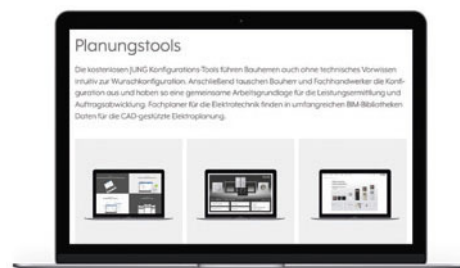 Planungstools
Die kostenlosen JUNG Konfigurations-Tools führen Bauherren auch ohne technisches Vorwissen
intuitiv zur Wunschkonfiguration. Anschließend tauschen Bauherr und Fachhandwerker die Konfi-
guration aus und haben so eine gemeinsame Arbeitsgrundlage für die Leistungsermittlung und
Auftragsabwicklung. Fachplaner für die Elektrotechnik finden in umfangreichen BIM-Bibliotheken
Daten für die CAD-gestützte Elektroplanung.